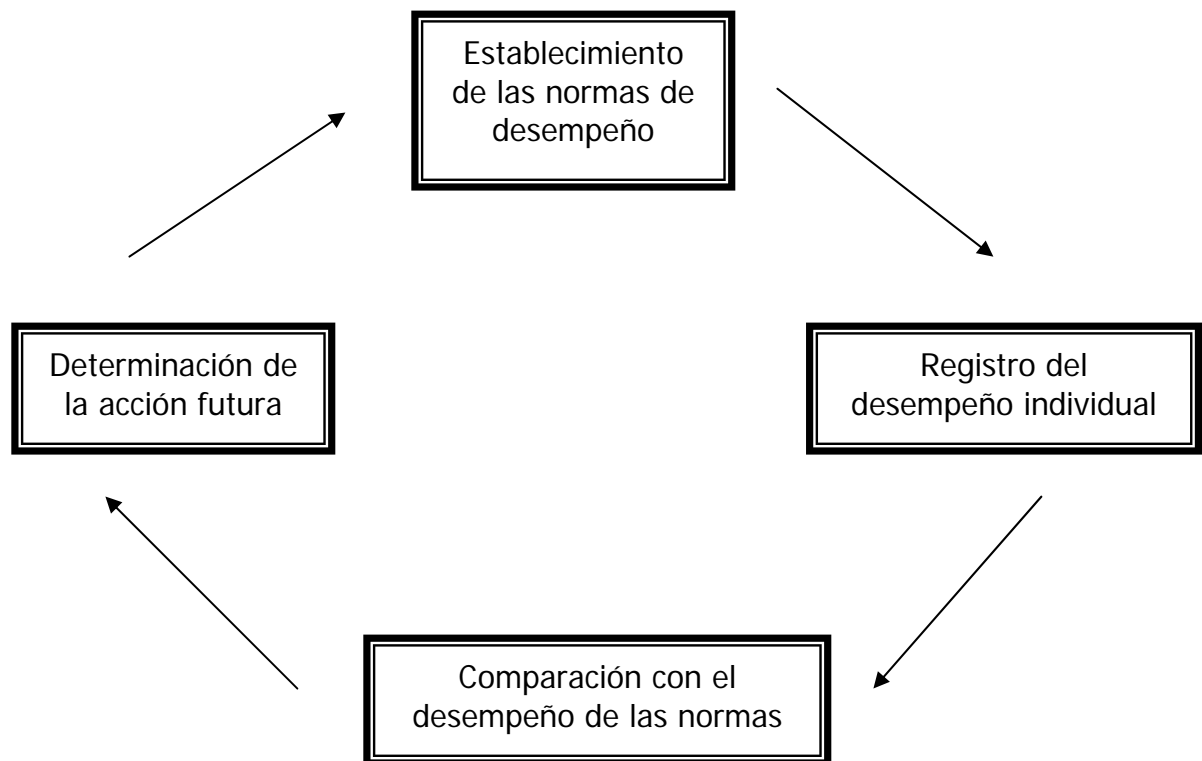 Establecimiento
de las normas de
desempeño
Determinación de
la acción futura
Registro del
desempeño individual
Comparación con el
desempeño de las normas